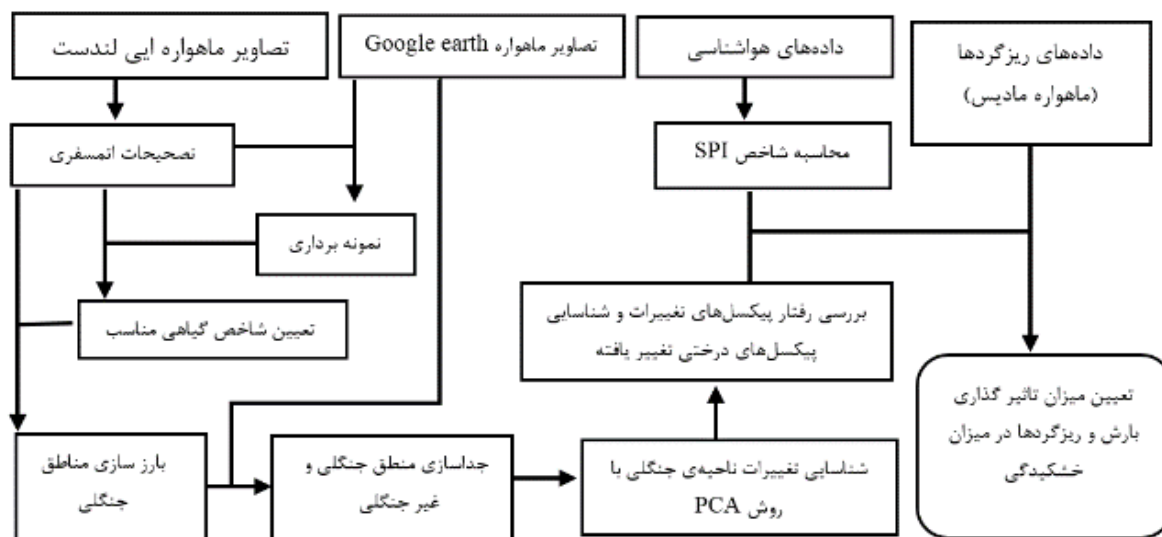 تصاویر ماهواره ایی لندست
تصاویر ماهواره Google earth
داده‌های هواشناسی
داده‌های ریزگردها
(ماهواره مادیس)
تصحیحات اتمسفری
محاسبه شاخص SPI
نمونه برداری
تعیین شاخص گیاهی مناسب
بررسی رفتار پیکسل‌های تغییرات و شناسایی
پیکسل‌های درختی تغییر یافته
تعیین میزان تاثیر گذاری
بارش و ریزگردها در میزان
خشکیدگی
بارز سازی مناطق
جنگلی
جداسازی منطق جنگلی و
غیر جنگلی
شناسایی تغییرات ناحیه‌ی جنگلی با
روش PCA